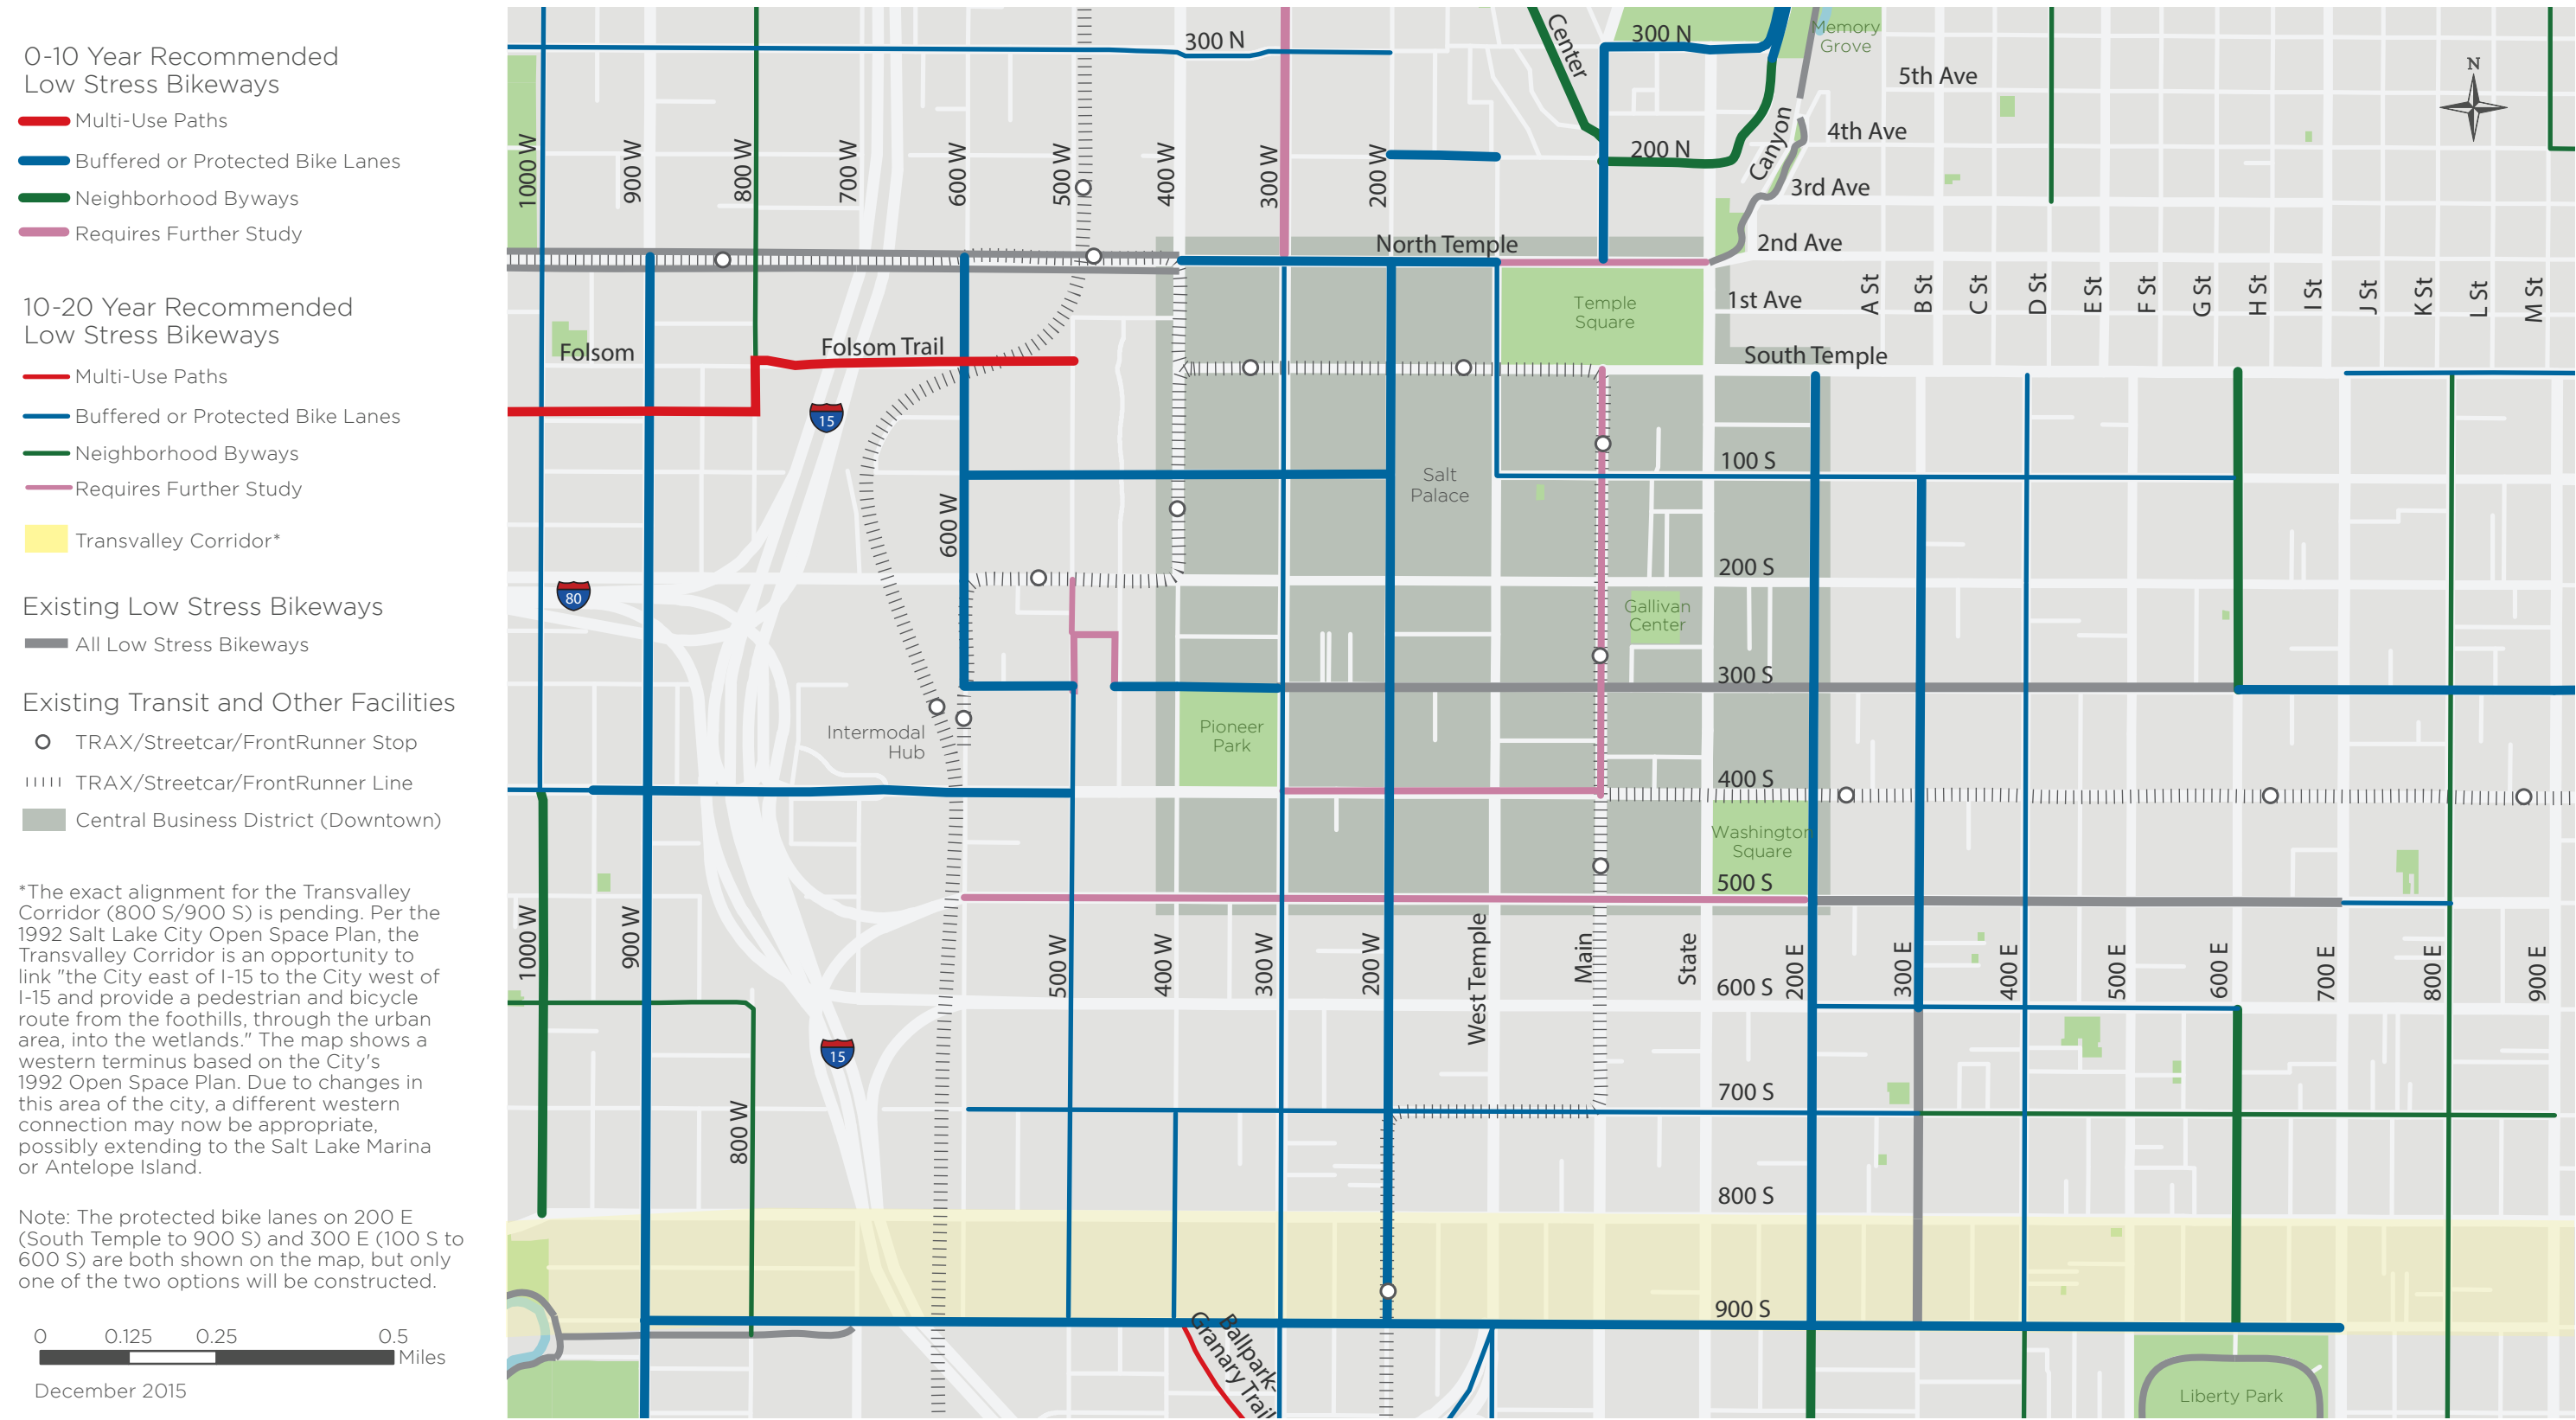 0-10 Year Recommended
Low Stress Bikeways
Multi-Use Paths
Buffered or Protected Bike Lanes
Neighborhood Byways
Requires Further Study
10-20 Year Recommended
Low Stress Bikeways
Multi-Use Paths
Buffered or Protected Bike Lanes
Neighborhood Byways
Requires Further Study
Transvalley Corridor*
Existing Low Stress Bikeways
All Low Stress Bikeways
Existing Transit and Other Facilities
TRAX/Streetcar/FrontRunner Stop
TRAX/Streetcar/FrontRunner Line
Central Business District (Downtown)
*The exact alignment for the Transvalley
Corridor (800 S/900 S) is pending. Per the
1992 Salt Lake City Open Space Plan, the
Transvalley Corridor is an opportunity to
link "the City east of I-15 to the City west of
I-15 and provide a pedestrian and bicycle
route from the foothills, through the urban
area, into the wetlands." The map shows a
western terminus based on the City's
1992 Open Space Plan. Due to changes in
this area of the city, a different western
connection may now be appropriate,
possibly extending to the Salt Lake Marina
or Antelope Island.
Note: The protected bike lanes on 200 E
(South Temple to 900 S) and 300 E (100 S to
600 S) are both shown on the map, but only
one of the two options will be constructed.
0 0.125 0.25 0.5
Miles
December 2015
300 N
Center
300 N
Memory
Grove
5th Ave
N
4th Ave
Canyon
200 N
3rd Ave
1000 W
900 W
800 W
700 W
600 W
500 W
400 W
300 W
200 W
North Temple
2nd Ave
1st Ave
Temple
Square
A St
B St
C St
D St
E St
F St
G St
H St
I St
J St
K St
L St
M St
Folsom
Folsom Trail
South Temple
15
100 S
Salt
Palace
600 W
200 S
80
Gallivan
Center
300 S
Intermodal
Hub
Pioneer
Park
400 S
Washington
Square
500 S
1000 W
900 W
500 W
400 W
300 W
200 W
West Temple
Main
State
200 E
300 E
400 E
500 E
600 E
700 E
800 E
900 E
600 S
15
700 S
800 W
800 S
900 S
Ballpark-
Granary Trail
Liberty Park